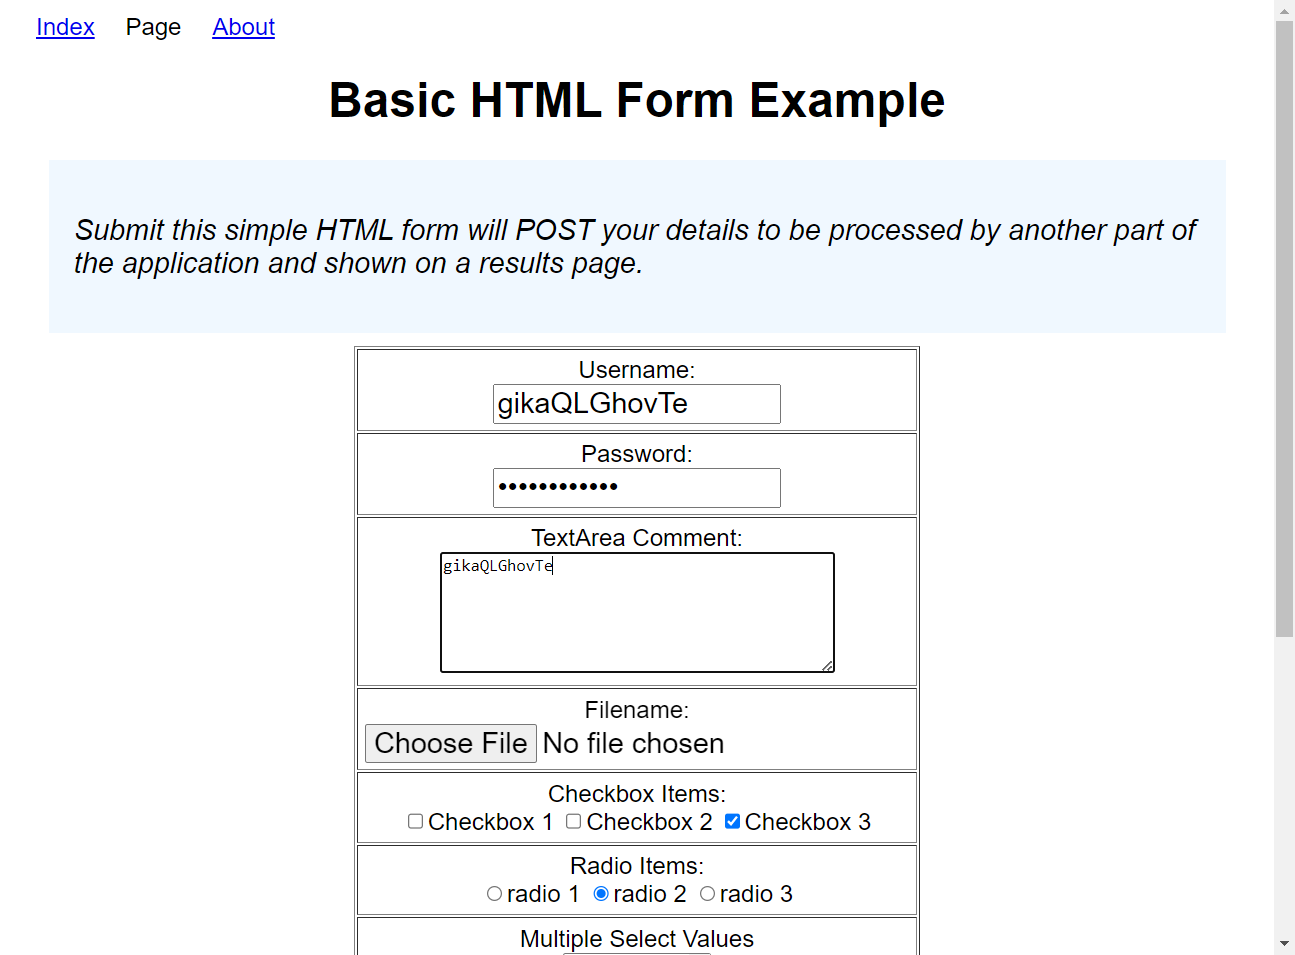 Index Page About
Basic HTML Form Example
Submit this simple HTML form will POST your details to be processed by another part of
the application and shown on a results page.
Username:
gikaQLGhovTe
Password:
••••••••••••
TextArea Comment:
gikaQLGhovTe
Filename:
Choose File No file chosen
Checkbox Items:
Checkbox 1 Checkbox 2 Checkbox 3
Radio Items:
radio 1 radio 2 radio 3
Multiple Select Values